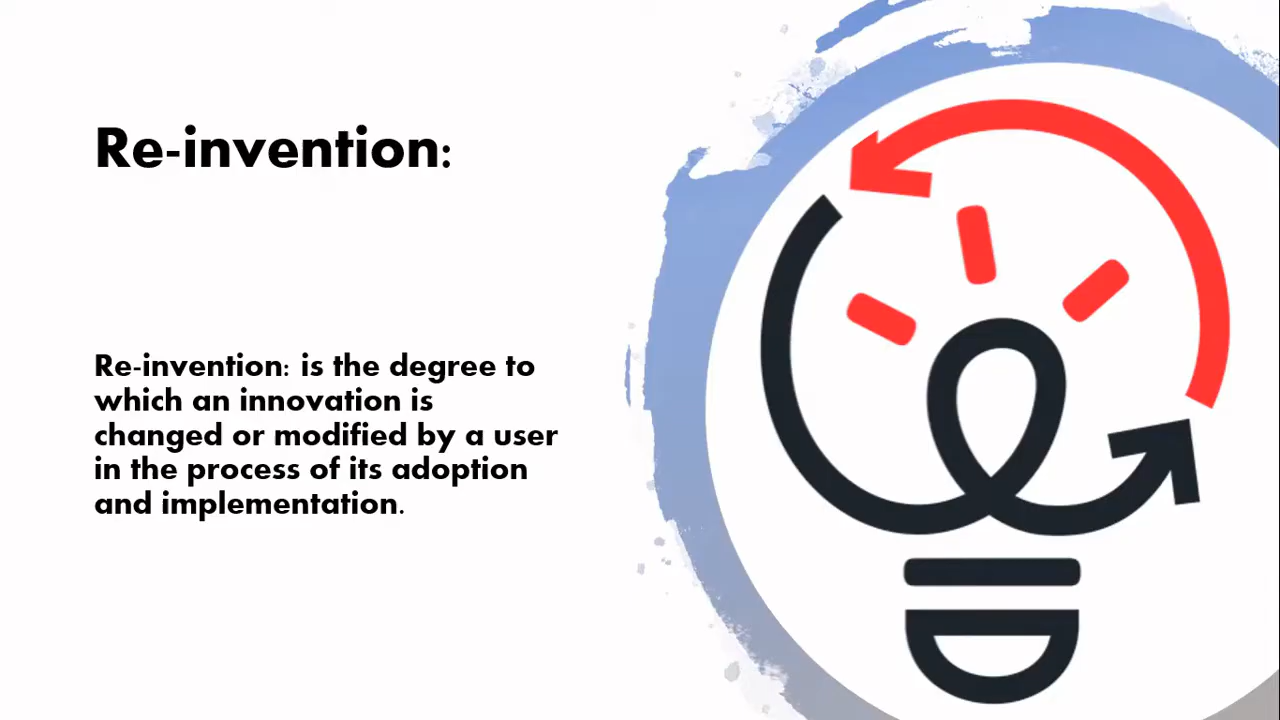 Re-invention:
Re-invention: is the degree to
which an innovation is
changed or modified by a user
in the process of its adoption
and implementation.